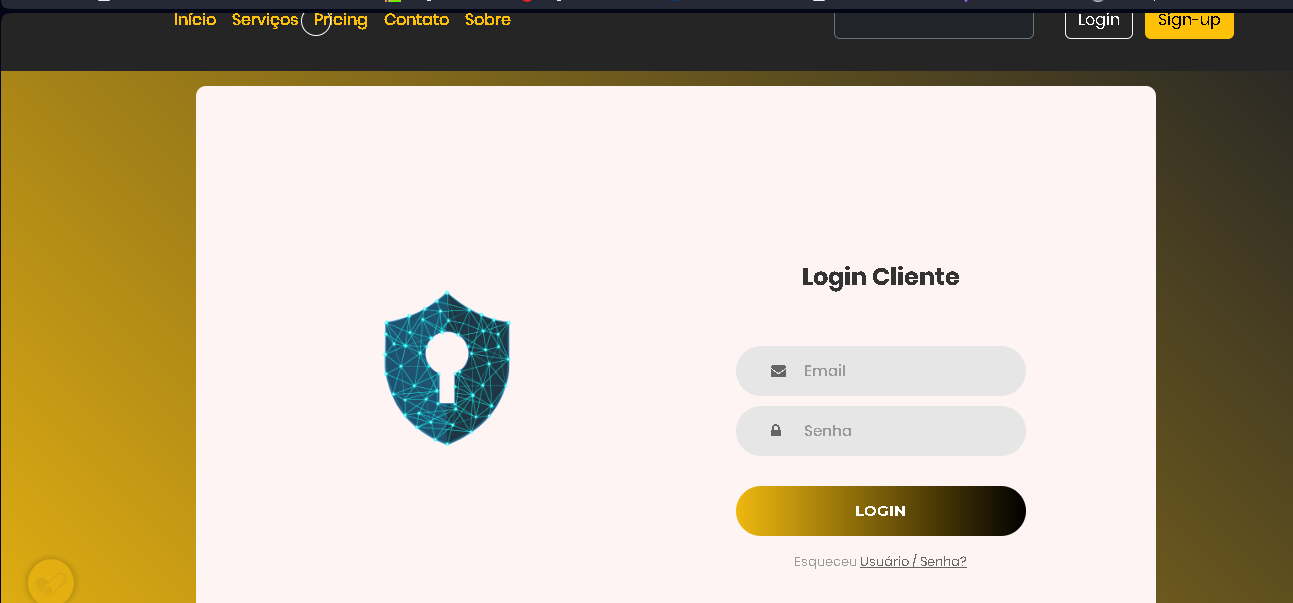 Início Serviços Pricing Contato Sobre Login Sign-up
Login Cliente
Email
Senha
LOGIN
Esqueceu Usuário / Senha?